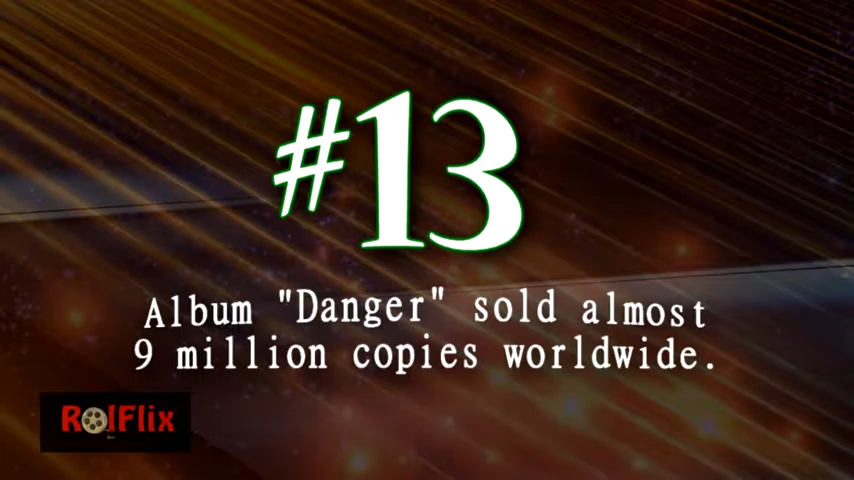 #13
Album "Danger" sold almost
9 million copies worldwide.
RolFlix